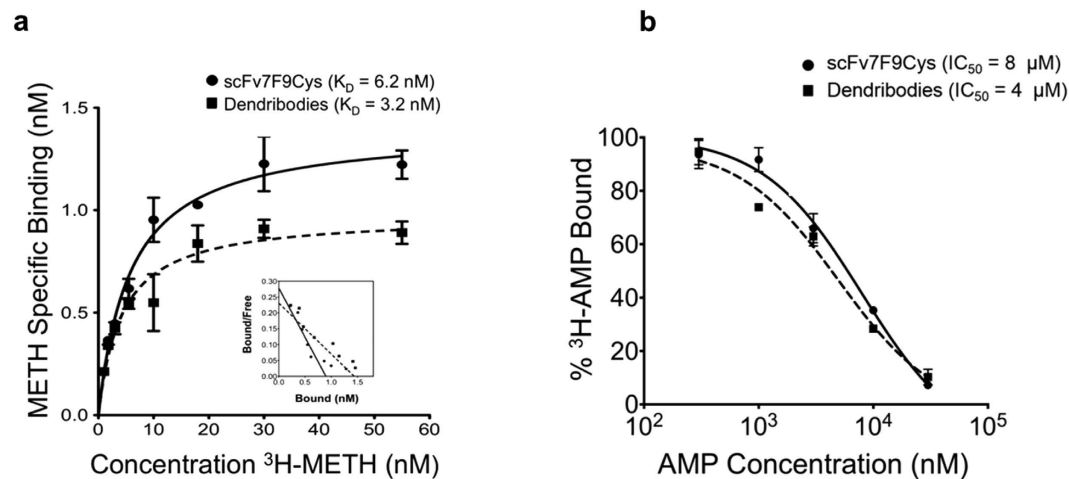 a
scFv7F9Cys (K_D = 6.2 nM)
Dendribodies (K_D = 3.2 nM)
METH Specific Binding (nM)
1.5
1.0
0.5
0.0
0 10 20 30 40 50 60
Concentration ³H-METH (nM)
Bound/Free
0.30
0.25
0.20
0.15
0.10
0.05
0.00
0.0 0.5 1.0 1.5
Bound (nM)
b
scFv7F9Cys (IC₅₀ = 8 µM)
Dendribodies (IC₅₀ = 4 µM)
% ³H-AMP Bound
100
80
60
40
20
0
10² 10³ 10⁴ 10⁵
AMP Concentration (nM)